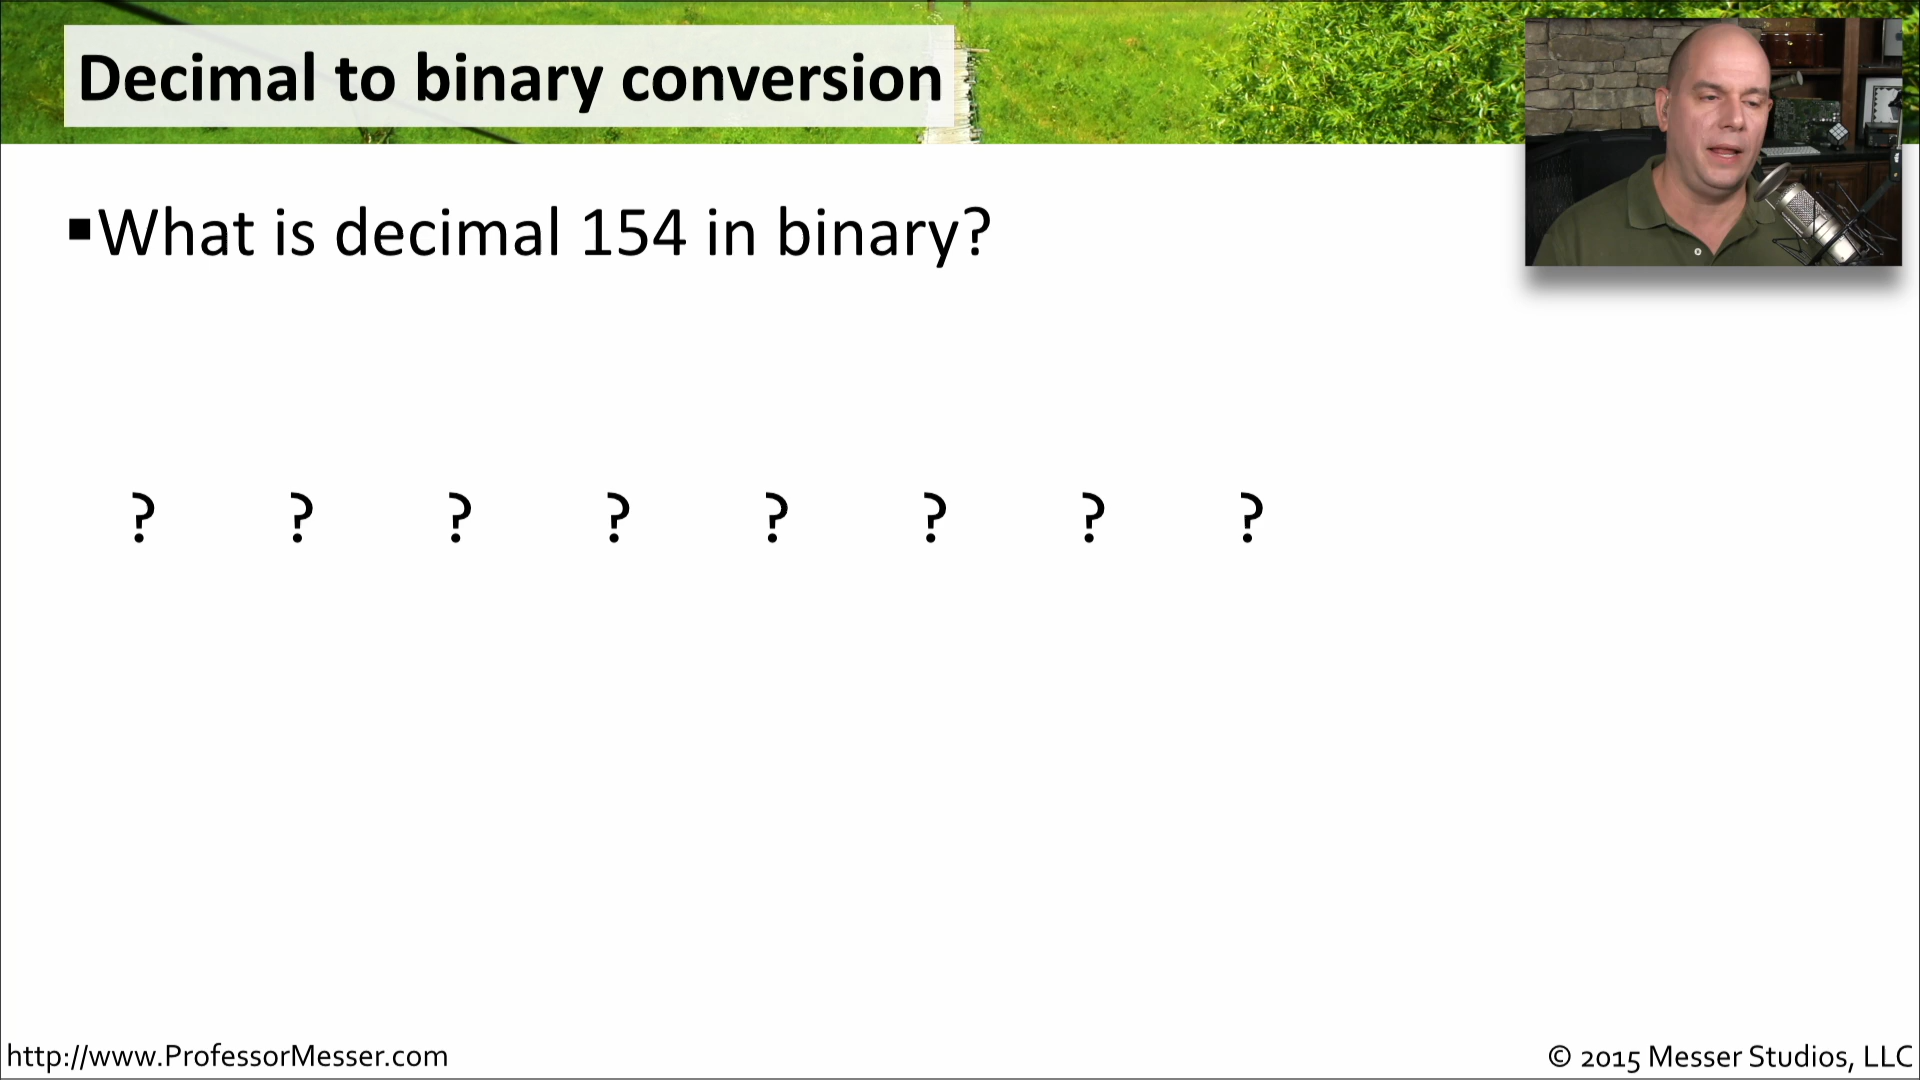 Decimal to binary conversion
▪What is decimal 154 in binary?
? ? ? ? ? ? ? ?
http://www.ProfessorMesser.com
© 2015 Messer Studios, LLC